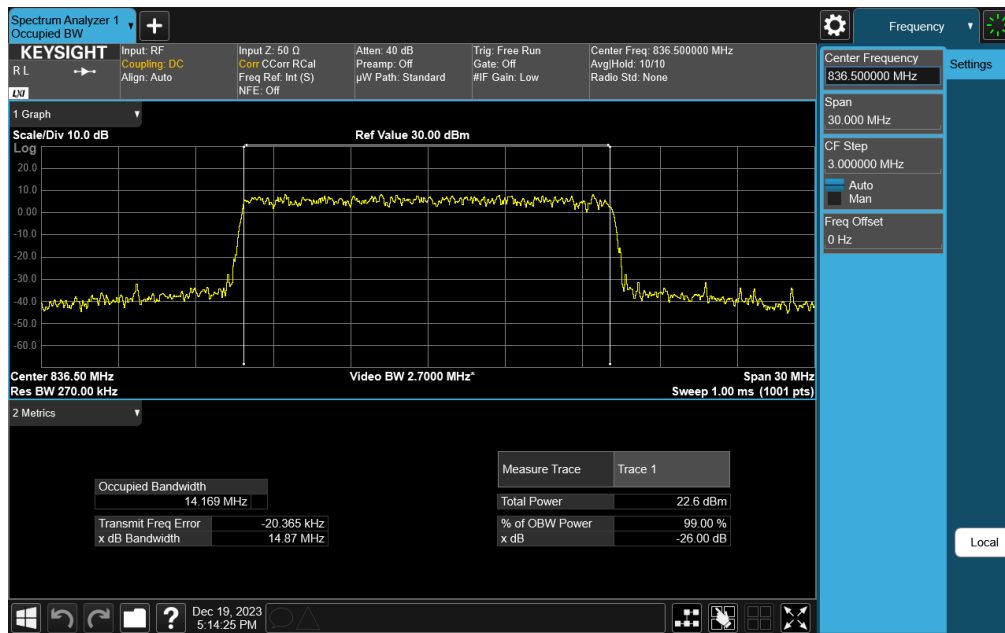 Spectrum Analyzer 1
Occupied BW
Frequency
KEYSIGHT
R L
LXI
Input: RF
Coupling: DC
Align: Auto
Input Z: 50 Ω
Corr CCorr RCal
Freq Ref: Int (S)
NFE: Off
Atten: 40 dB
Preamp: Off
µW Path: Standard
Trig: Free Run
Gate: Off
#IF Gain: Low
Center Freq: 836.500000 MHz
Avg|Hold: 10/10
Radio Std: None
Center Frequency
836.500000 MHz
Settings
Span
30.000 MHz
CF Step
3.000000 MHz
Auto
Man
Freq Offset
0 Hz
1 Graph
Scale/Div 10.0 dB
Ref Value 30.00 dBm
Log
20.0
10.0
0.00
-10.0
-20.0
-30.0
-40.0
-50.0
-60.0
Center 836.50 MHz
Video BW 2.7000 MHz*
Span 30 MHz
Res BW 270.00 kHz
Sweep 1.00 ms (1001 pts)
2 Metrics
Occupied Bandwidth
14.169 MHz
Transmit Freq Error -20.365 kHz
x dB Bandwidth 14.87 MHz
Measure Trace Trace 1
Total Power 22.6 dBm
% of OBW Power 99.00 %
x dB -26.00 dB
Local
Dec 19, 2023
5:14:25 PM